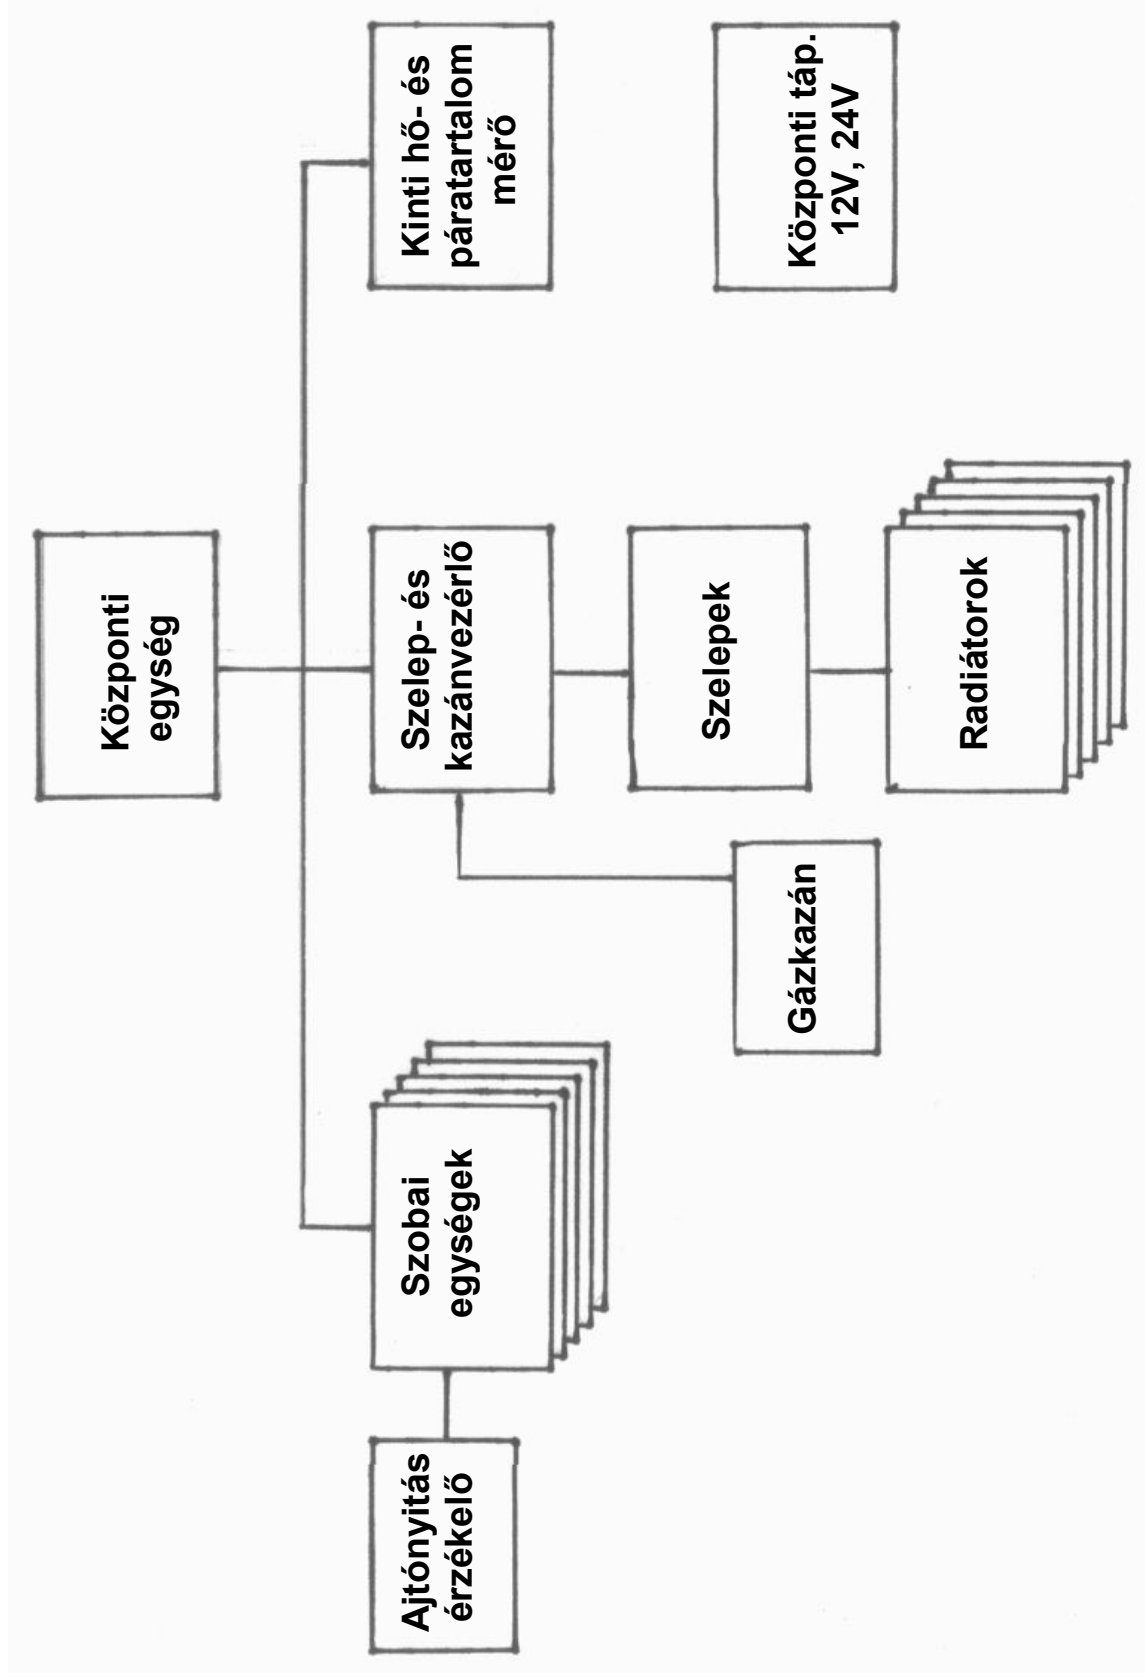 Központi
egység
Ajtónyitás
érzékelő
Szobai
egységek
Szelep- és
kazánvezérlő
Kinti hő- és
páratartalom
mérő
Gázkazán
Szelepek
Központi táp.
12V, 24V
Radiátorok